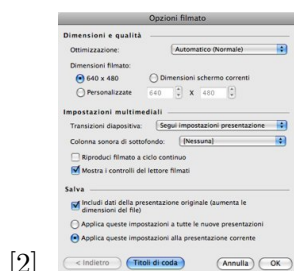 Opzioni filmato
Dimensioni e qualità
Ottimizzazione: Automatico (Normale)
Dimensioni filmato:
640 x 480 Dimensioni schermo correnti
Personalizzate 640 X 480
Impostazioni multimediali
Transizioni diapositiva: Segui impostazioni presentazione
Colonna sonora di sottofondo: [Nessuna]
Riproduci filmato a ciclo continuo
Mostra i controlli del lettore filmati
Salva
Includi dati della presentazione originale (aumenta le
dimensioni del file)
Applica queste impostazioni a tutte le nuove presentazioni
Applica queste impostazioni alla presentazione corrente
[2] < Indietro Titoli di coda Annulla OK